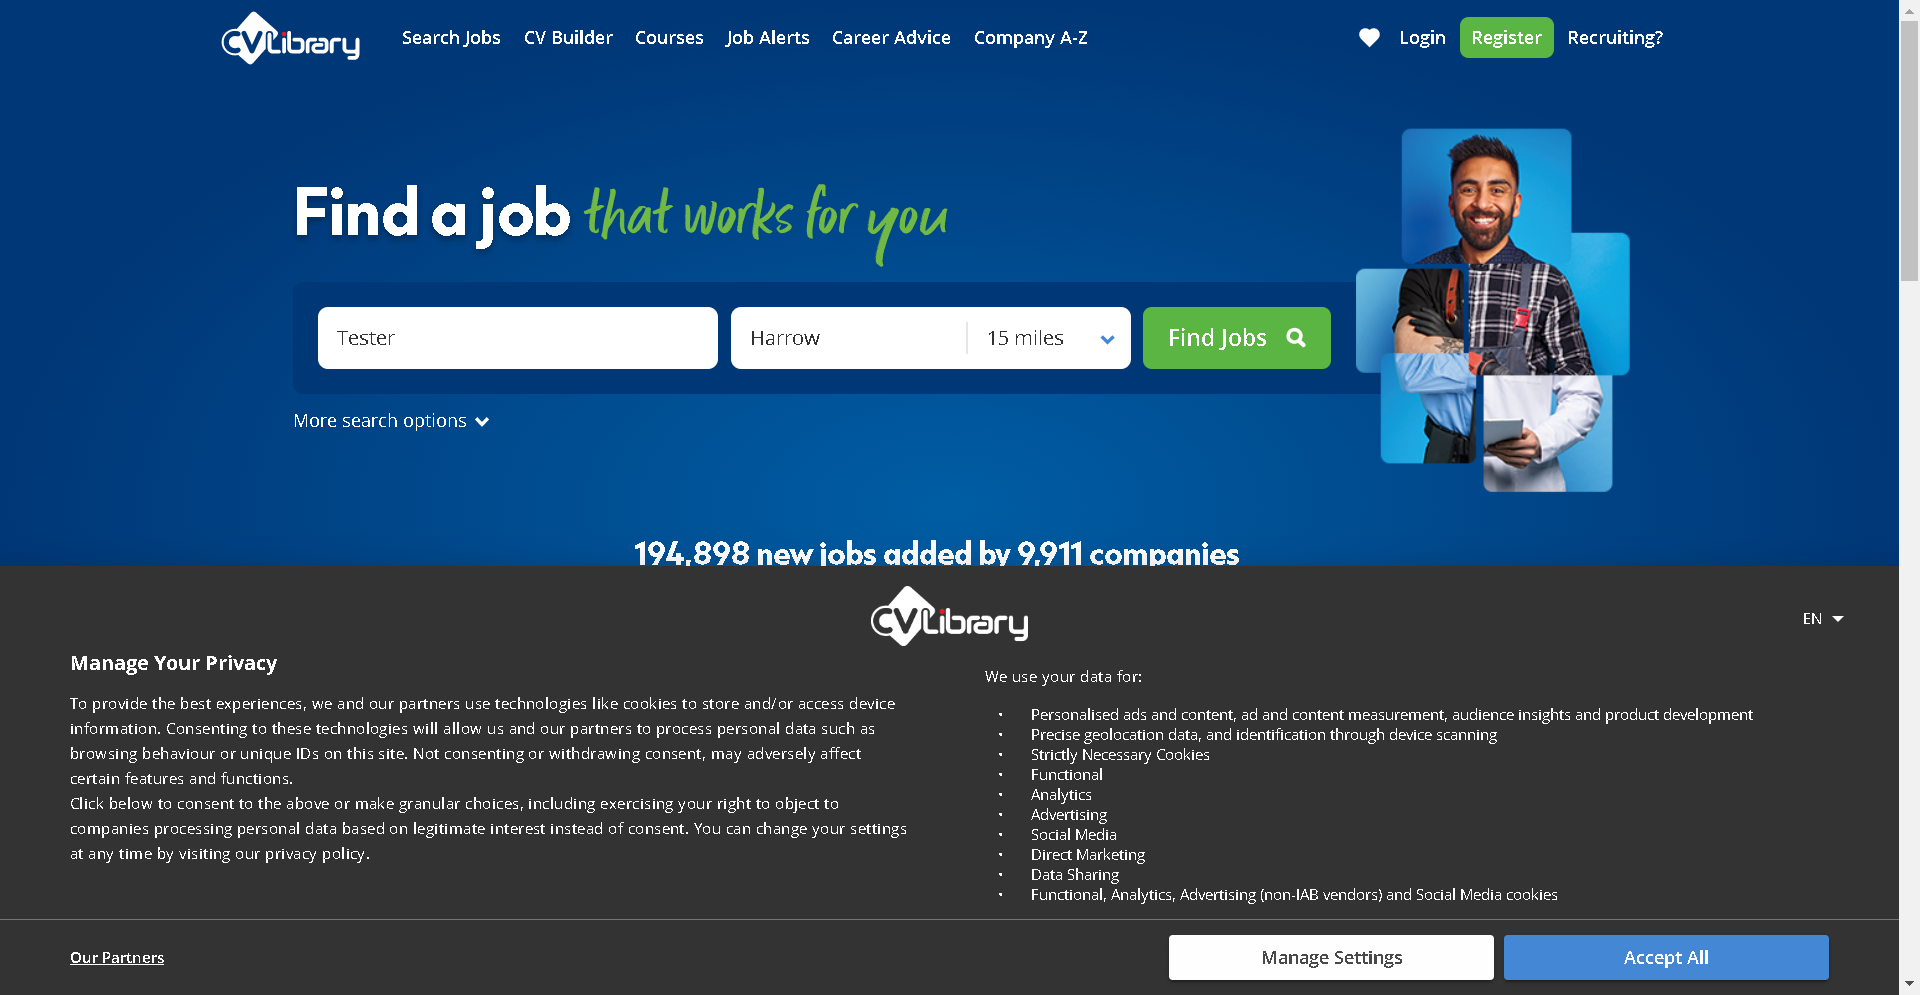 CVLibrary
Search Jobs
CV Builder
Courses
Job Alerts
Career Advice
Company A-Z
Login
Register
Recruiting?
Find a job that works for you
Tester
Harrow
15 miles
Find Jobs
More search options
194,898 new jobs added by 9,911 companies
CVLibrary
EN
Manage Your Privacy
To provide the best experiences, we and our partners use technologies like cookies to store and/or access device
information. Consenting to these technologies will allow us and our partners to process personal data such as
browsing behaviour or unique IDs on this site. Not consenting or withdrawing consent, may adversely affect
certain features and functions.
Click below to consent to the above or make granular choices, including exercising your right to object to
companies processing personal data based on legitimate interest instead of consent. You can change your settings
at any time by visiting our privacy policy.
We use your data for:
• Personalised ads and content, ad and content measurement, audience insights and product development
• Precise geolocation data, and identification through device scanning
• Strictly Necessary Cookies
• Functional
• Analytics
• Advertising
• Social Media
• Direct Marketing
• Data Sharing
• Functional, Analytics, Advertising (non-IAB vendors) and Social Media cookies
Our Partners
Manage Settings
Accept All